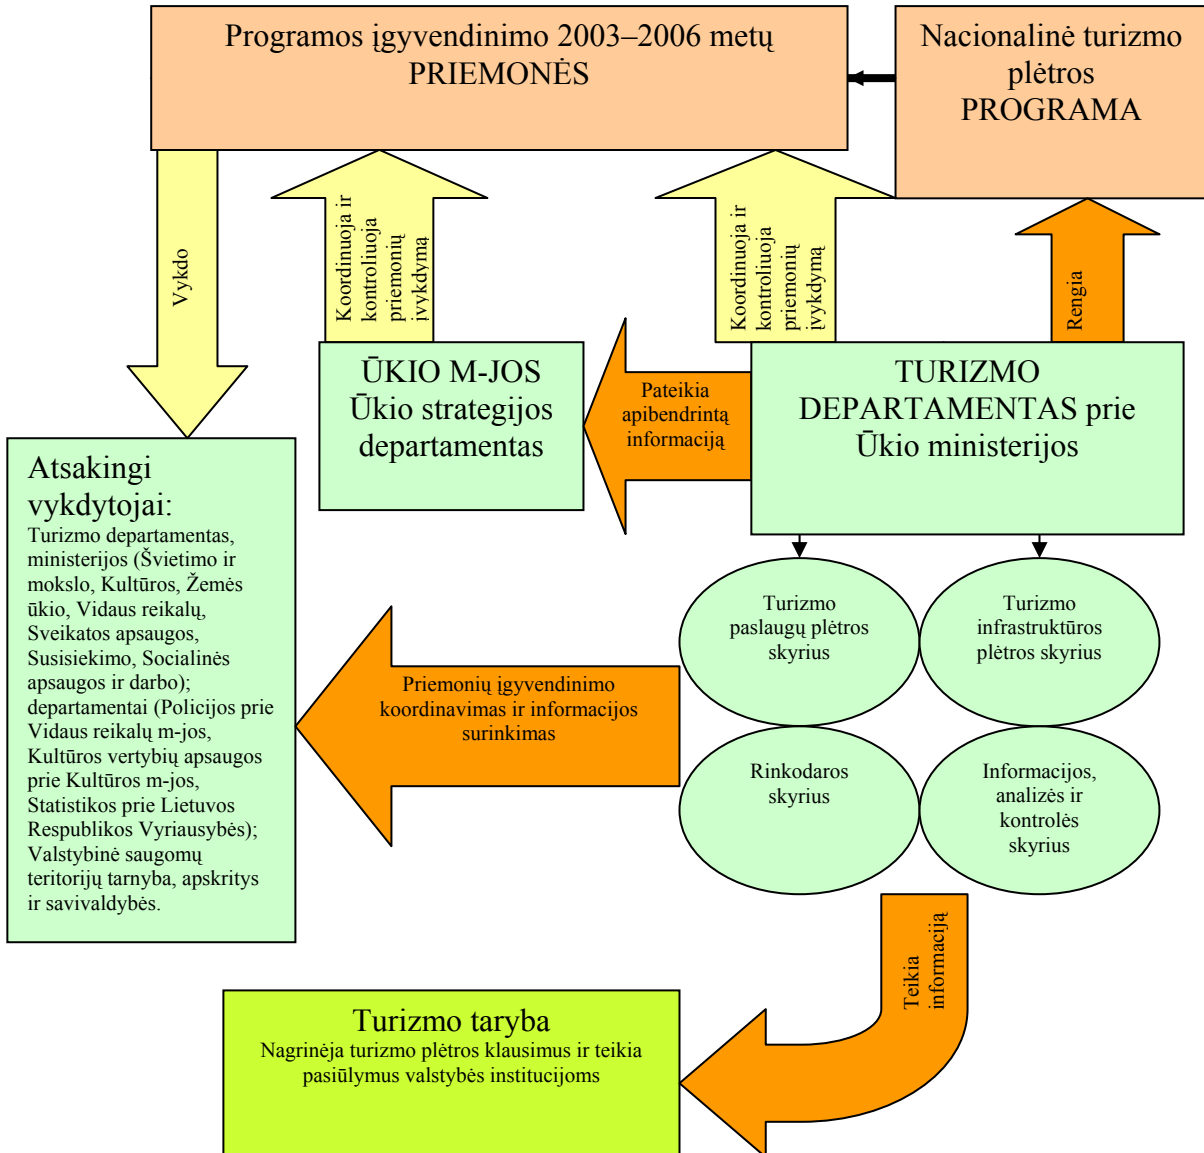 Programos įgyvendinimo 2003–2006 metų
PRIEMONĖS
Nacionalinė turizmo
plėtros
PROGRAMA
Vykdo
Koordinuoja ir
kontroliuoja
priemonių
įvykdymą
Koordinuoja ir
kontroliuoja
priemonių
įvykdymą
Rengia
ŪKIO M-JOS
Ūkio strategijos
departamentas
Pateikia
apibendrintą
informaciją
TURIZMO
DEPARTAMENTAS prie
Ūkio ministerijos
Atsakingi
vykdytojai:
Turizmo departamentas,
ministerijos (Švietimo ir
mokslo, Kultūros, Žemės
ūkio, Vidaus reikalų,
Sveikatos apsaugos,
Susisiekimo, Socialinės
apsaugos ir darbo);
departamentai (Policijos prie
Vidaus reikalų m-jos,
Kultūros vertybių apsaugos
prie Kultūros m-jos,
Statistikos prie Lietuvos
Respublikos Vyriausybės);
Valstybinė saugomų
teritorijų tarnyba, apskritys
ir savivaldybės.
Turizmo
paslaugų plėtros
skyrius
Turizmo
infrastruktūros
plėtros skyrius
Priemonių įgyvendinimo
koordinavimas ir informacijos
surinkimas
Rinkodaros
skyrius
Informacijos,
analizės ir
kontrolės
skyrius
Teikia
informaciją
Turizmo taryba
Nagrinėja turizmo plėtros klausimus ir teikia
pasiūlymus valstybės institucijoms